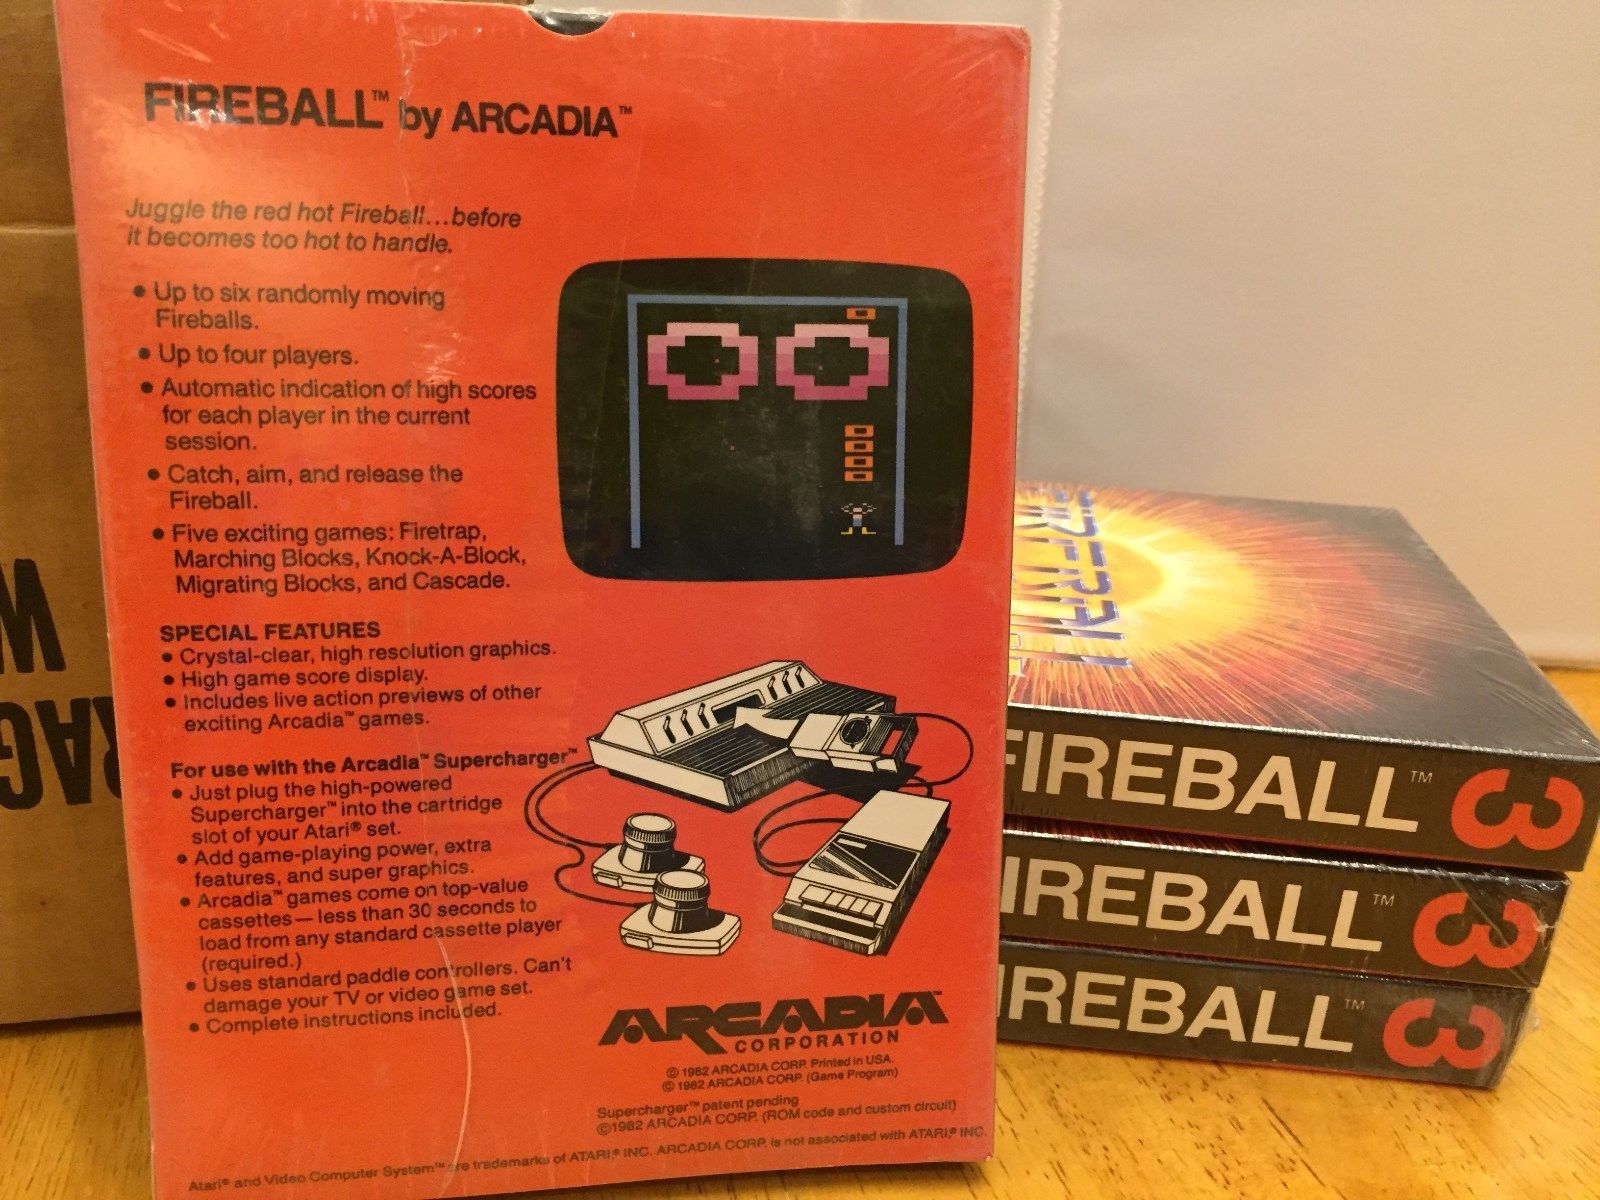 FIREBALL™ by ARCADIA™
Juggle the red hot Fireball...before
it becomes too hot to handle.
• Up to six randomly moving
Fireballs.
• Up to four players.
• Automatic indication of high scores
for each player in the current
session.
• Catch, aim, and release the
Fireball.
• Five exciting games: Firetrap,
Marching Blocks, Knock-A-Block,
Migrating Blocks, and Cascade.
SPECIAL FEATURES
• Crystal-clear, high resolution graphics.
• High game score display.
• Includes live action previews of other
exciting Arcadia™ games.
For use with the Arcadia™ Supercharger™
• Just plug the high-powered
Supercharger™ into the cartridge
slot of your Atari® set.
• Add game-playing power, extra
features, and super graphics.
• Arcadia™ games come on top-value
cassettes — less than 30 seconds to
load from any standard cassette player
(required.)
• Uses standard paddle controllers. Can't
damage your TV or video game set.
• Complete instructions included.
ARCADIA™
CORPORATION
© 1982 ARCADIA CORP. Printed in USA.
© 1982 ARCADIA CORP. (Game Program)
Supercharger™ patent pending
©1982 ARCADIA CORP. (ROM code and custom circuit)
Atari® and Video Computer System™ are trademarks of ATARI,® INC. ARCADIA CORP. is not associated with ATARI,® INC.
FIREBALL™ 3
IREBALL™ 3
IREBALL™ 3